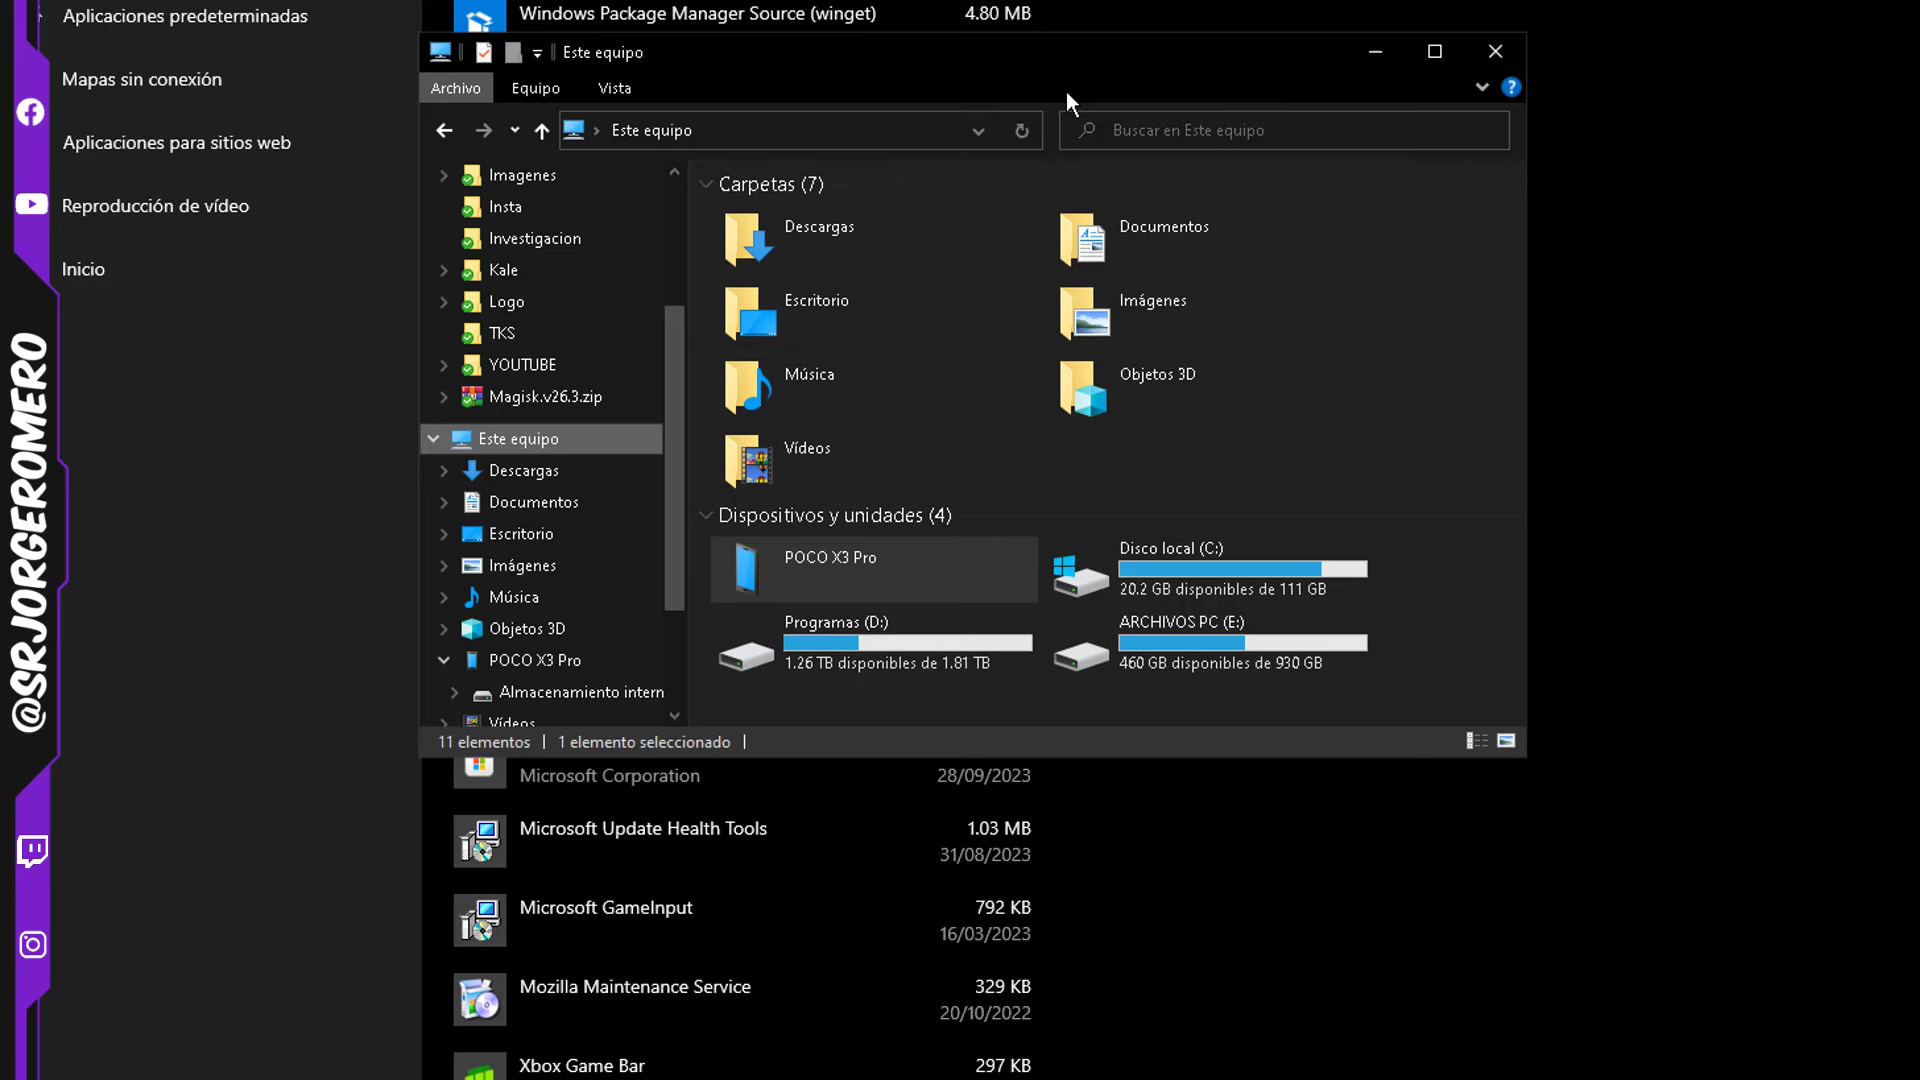 Aplicaciones predeterminadas
Mapas sin conexión
Aplicaciones para sitios web
Reproducción de vídeo
Inicio
@SRJORGEROMERO
Windows Package Manager Source (winget)
4.80 MB
Este equipo
Archivo
Equipo
Vista
?
Este equipo
Buscar en Este equipo
Imagenes
Insta
Investigacion
Kale
Logo
TKS
YOUTUBE
Magisk.v26.3.zip
Este equipo
Descargas
Documentos
Escritorio
Imágenes
Música
Objetos 3D
POCO X3 Pro
Almacenamiento intern
Vídeos
Carpetas (7)
Descargas
Documentos
Escritorio
Imágenes
Música
Objetos 3D
Vídeos
Dispositivos y unidades (4)
POCO X3 Pro
Disco local (C:)
20.2 GB disponibles de 111 GB
Programas (D:)
1.26 TB disponibles de 1.81 TB
ARCHIVOS PC (E:)
460 GB disponibles de 930 GB
11 elementos
1 elemento seleccionado
Microsoft Corporation
28/09/2023
Microsoft Update Health Tools
1.03 MB
31/08/2023
Microsoft GameInput
792 KB
16/03/2023
Mozilla Maintenance Service
329 KB
20/10/2022
Xbox Game Bar
297 KB